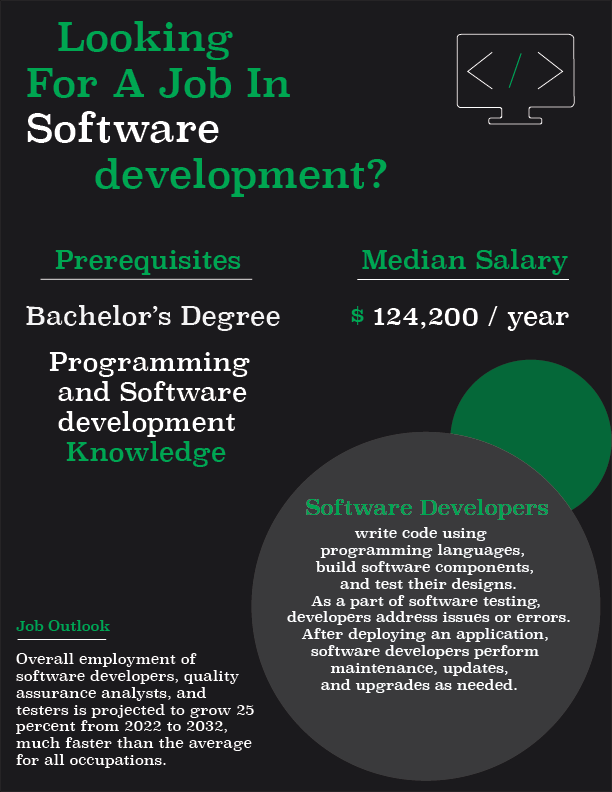 Looking
For A Job In
Software
development?
< / >
Prerequisites
Bachelor's Degree
Programming
and Software
development
Knowledge
Median Salary
$ 124,200 / year
Software Developers
write code using
programming languages,
build software components,
and test their designs.
As a part of software testing,
developers address issues or errors.
After deploying an application,
software developers perform
maintenance, updates,
and upgrades as needed.
Job Outlook
Overall employment of
software developers, quality
assurance analysts, and
testers is projected to grow 25
percent from 2022 to 2032,
much faster than the average
for all occupations.